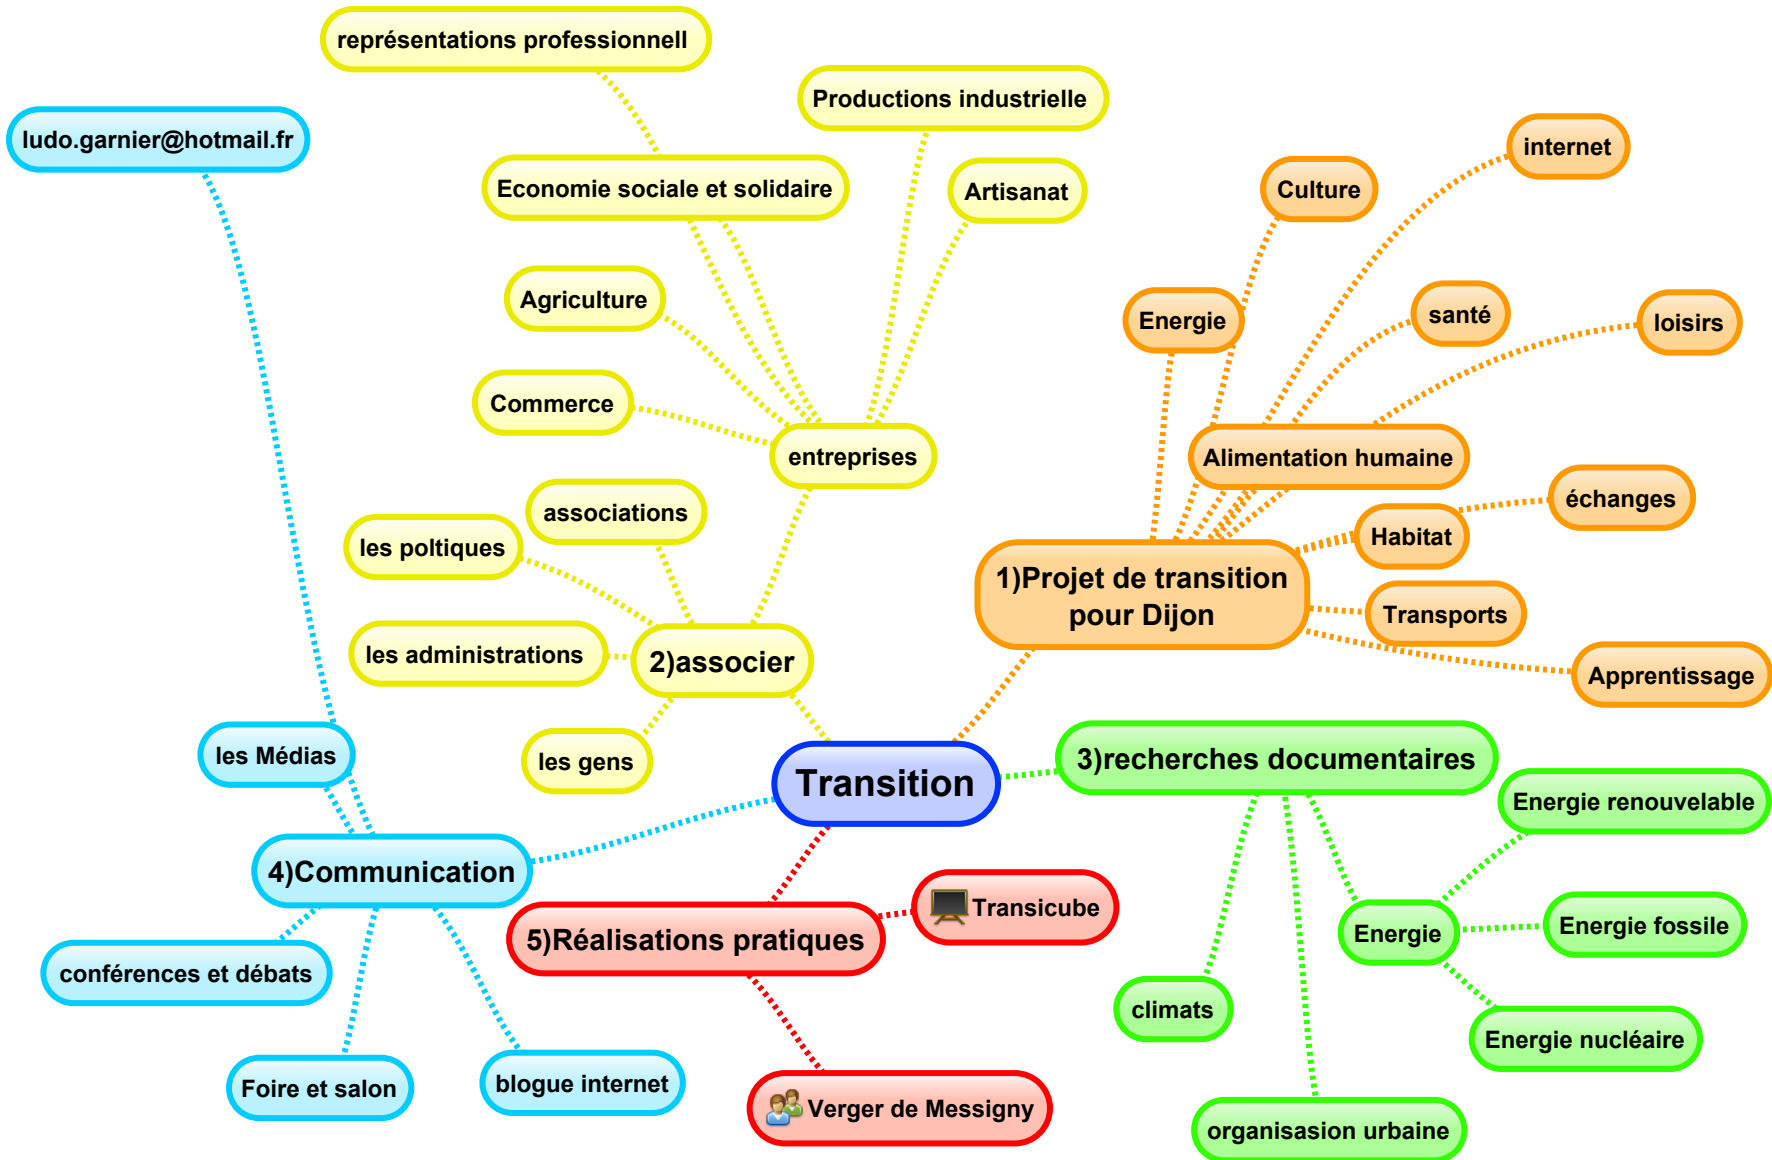 représentations professionnell
Productions industrielle
ludo.garnier@hotmail.fr
internet
Economie sociale et solidaire
Artisanat
Culture
Agriculture
Energie
santé
loisirs
Commerce
entreprises
Alimentation humaine
associations
échanges
les poltiques
Habitat
1)Projet de transition
pour Dijon
Transports
les administrations
2)associer
Apprentissage
les Médias
les gens
Transition
3)recherches documentaires
Energie renouvelable
4)Communication
Transicube
5)Réalisations pratiques
Energie
Energie fossile
conférences et débats
climats
Energie nucléaire
Foire et salon
blogue internet
Verger de Messigny
organisasion urbaine